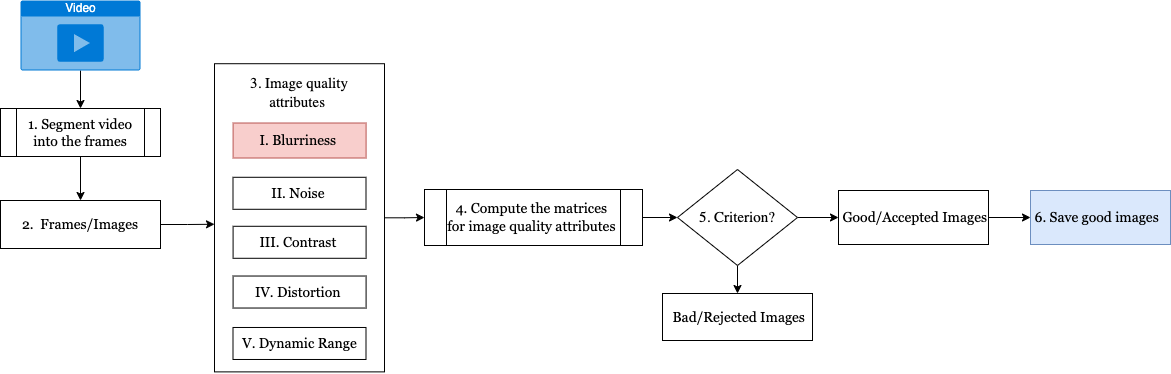 Video
1. Segment video
into the frames
2. Frames/Images
3. Image quality
attributes
I. Blurriness
II. Noise
III. Contrast
IV. Distortion
V. Dynamic Range
4. Compute the matrices
for image quality attributes
5. Criterion?
Good/Accepted Images
6. Save good images
Bad/Rejected Images